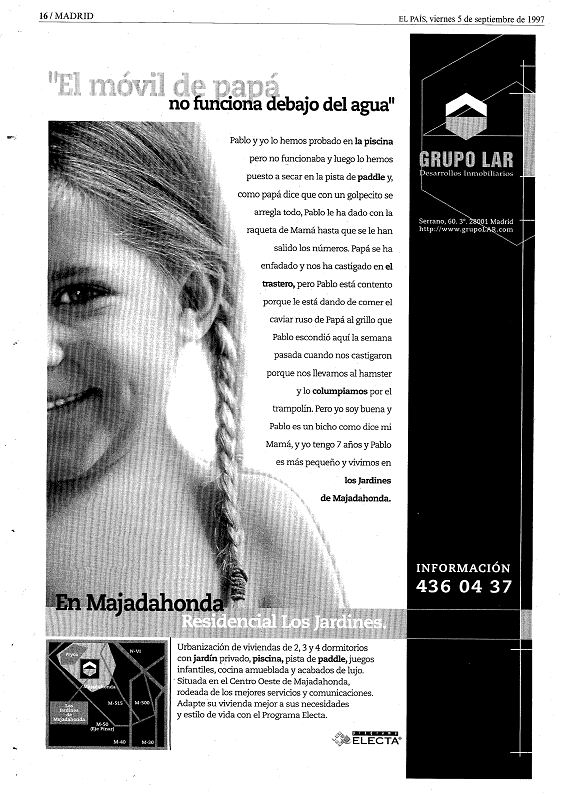 16 / MADRID
EL PAÍS, viernes 5 de septiembre de 1997
"El móvil de papá
no funciona debajo del agua"
Pablo y yo lo hemos probado en la piscina
pero no funcionaba y luego lo hemos
puesto a secar en la pista de paddle y,
como papá dice que con un golpecito se
arregla todo, Pablo le ha dado con la
raqueta de Mamá hasta que se le han
salido los números. Papá se ha
enfadado y nos ha castigado en el
trastero, pero Pablo está contento
porque le está dando de comer el
caviar ruso de Papá al grillo que
Pablo escondió aquí la semana
pasada cuando nos castigaron
porque nos llevamos al hamster
y lo columpiamos por el
trampolín. Pero yo soy buena y
Pablo es un bicho como dice mi
Mamá, y yo tengo 7 años y Pablo
es más pequeño y vivimos en
los Jardines
de Majadahonda.
GRUPO LAR
Desarrollos Inmobiliarios
Serrano, 60. 3º. 28001 Madrid
http://www.grupoLAR.com
INFORMACIÓN
436 04 37
En Majadahonda
Residencial Los Jardines.
Urbanización de viviendas de 2, 3 y 4 dormitorios
con jardín privado, piscina, pista de paddle, juegos
infantiles, cocina amueblada y acabados de lujo.
Situada en el Centro Oeste de Majadahonda,
rodeada de los mejores servicios y comunicaciones.
Adapte su vivienda mejor a sus necesidades
y estilo de vida con el Programa Electa.
N-VI
Majadahonda
Los
Jardines
de
Majadahonda
M-515
M-500
M-50
(Eje Pinar)
M-40
M-30
PROGRAMA
ELECTA